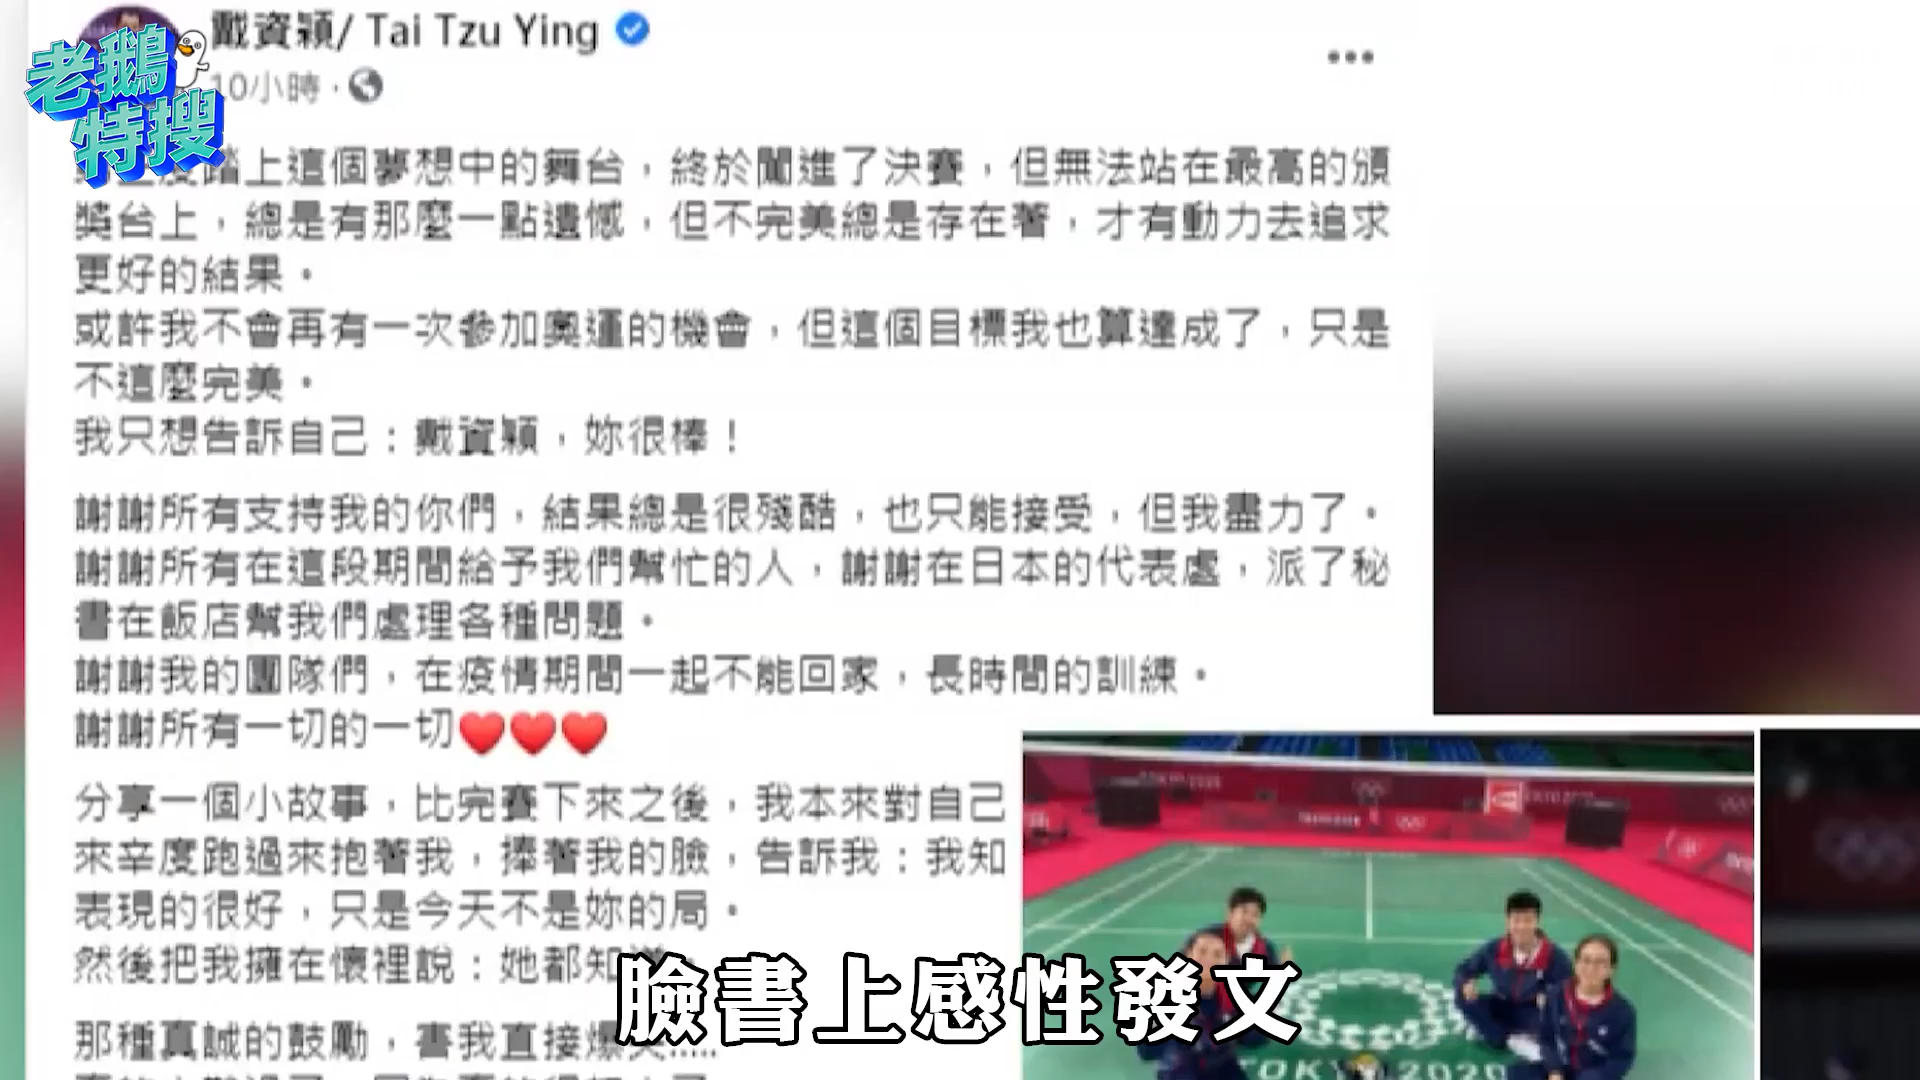 戴資穎/ Tai Tzu Ying
10小時
老鵝
特搜
踏上這個夢想中的舞台，終於闖進了決賽，但無法站在最高的頒
獎台上，總是有那麼一點遺憾，但不完美總是存在著，才有動力去追求
更好的結果。
或許我不會再有一次參加奧運的機會，但這個目標我也算達成了，只是
不這麼完美。
我只想告訴自己：戴資穎，妳很棒！
謝謝所有支持我的你們，結果總是很殘酷，也只能接受，但我盡力了。
謝謝所有在這段期間給予我們幫忙的人，謝謝在日本的代表處，派了秘
書在飯店幫我們處理各種問題。
謝謝我的團隊們，在疫情期間一起不能回家，長時間的訓練。
謝謝所有一切的一切❤❤❤
分享一個小故事，比完賽下來之後，我本來對自己
來辛度跑過來抱著我，捧著我的臉，告訴我：我知
表現的很好，只是今天不是妳的局。
然後把我擁在懷裡說：她都知道。
那種真誠的鼓勵，害我直接爆哭.....
臉書上感性發文
TOKYO 2020